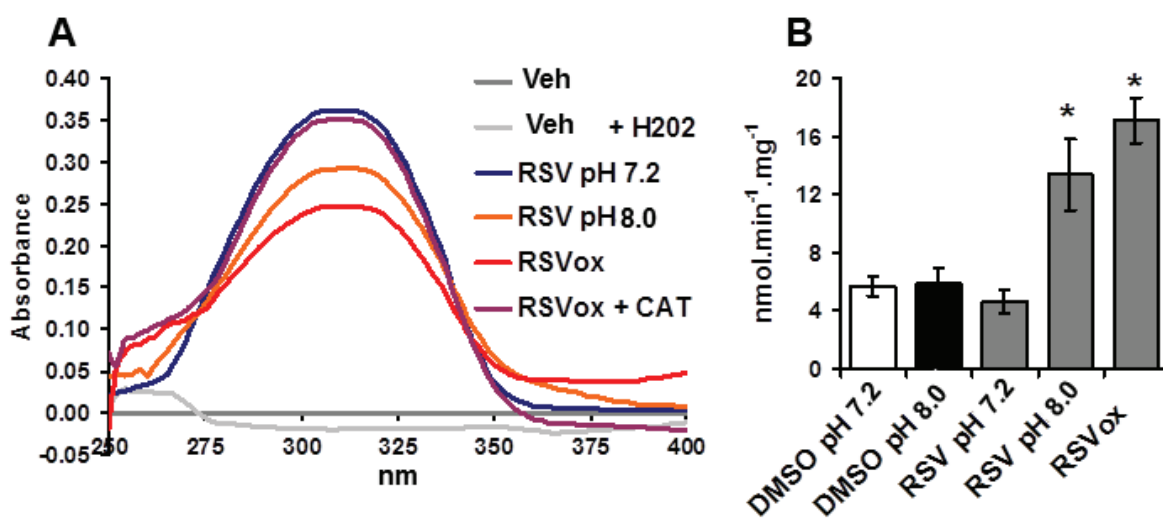 A
0.40
0.35
0.30
0.25
0.20
0.15
0.10
0.05
0.00
-0.05
250
275
300
325
350
375
400
Absorbance
nm
Veh
Veh + H202
RSV pH 7.2
RSV pH 8.0
RSVox
RSVox + CAT
B
20
16
12
8
4
0
nmol.min⁻¹.mg⁻¹
*
*
DMSO pH 7.2
DMSO pH 8.0
RSV pH 7.2
RSV pH 8.0
RSVox